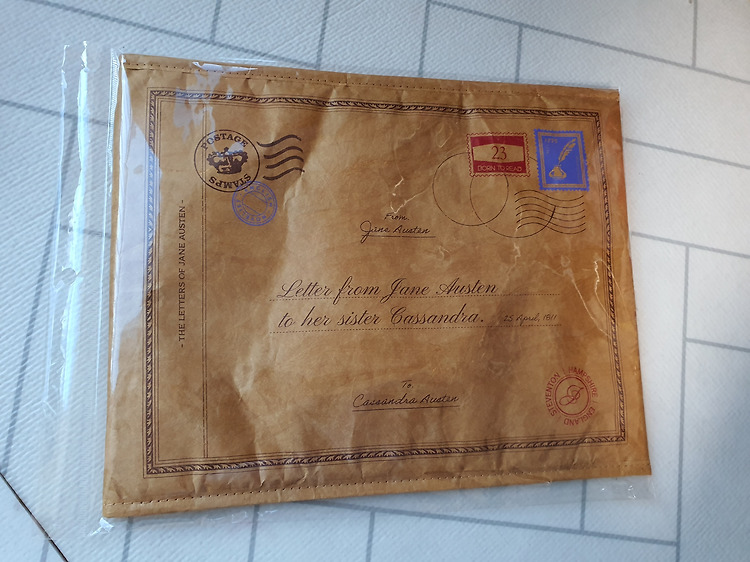 POSTAGE
STAMPS
23
BORN TO READ
- THE LETTERS OF JANE AUSTEN -
From
Jane Austen
Letter from Jane Austen
to her sister Cassandra. 25 April, 1811
To
Cassandra Austen
STEVENTON HAMPSHIRE ENGLAND